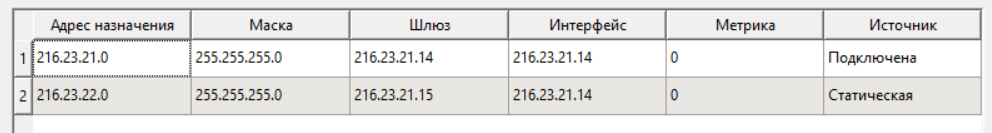 Адрес назначения Маска Шлюз Интерфейс Метрика Источник
1 216.23.21.0 255.255.255.0 216.23.21.14 216.23.21.14 0 Подключена
2 216.23.22.0 255.255.255.0 216.23.21.15 216.23.21.14 0 Статическая